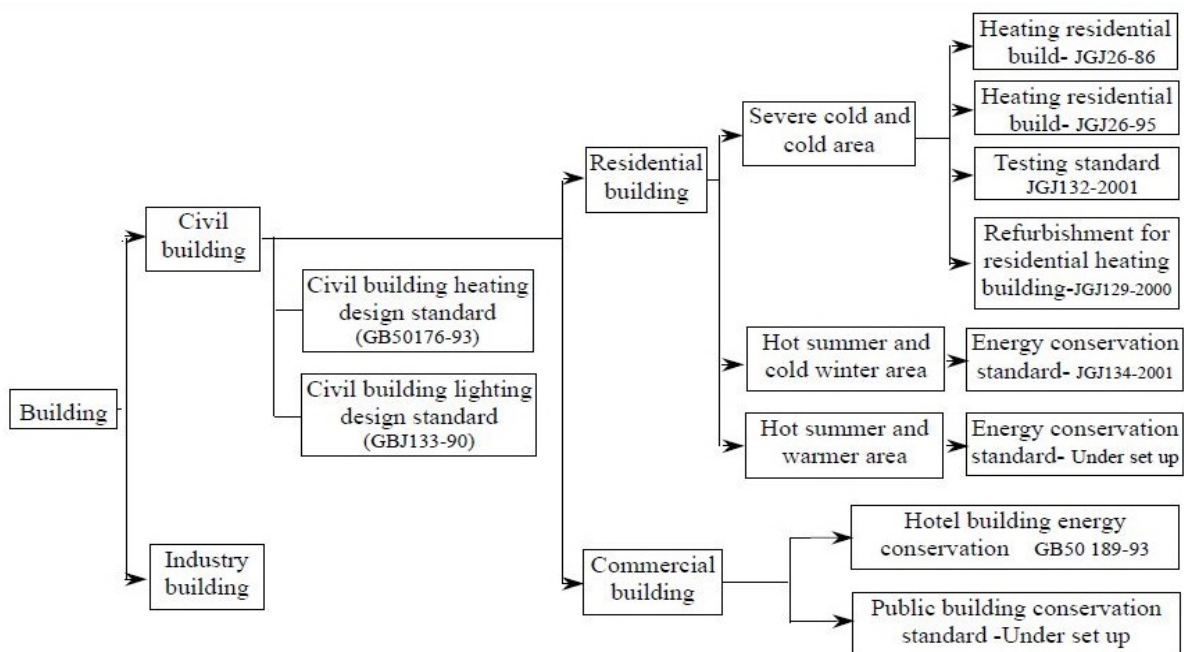 Building
Civil
building
Industry
building
Civil building heating
design standard
(GB50176-93)
Civil building lighting
design standard
(GBJ133-90)
Residential
building
Commercial
building
Severe cold and
cold area
Hot summer and
cold winter area
Hot summer and
warmer area
Heating residential
build- JGJ26-86
Heating residential
build- JGJ26-95
Testing standard
JGJ132-2001
Refurbishment for
residential heating
building-JGJ129-2000
Energy conservation
standard- JGJ134-2001
Energy conservation
standard- Under set up
Hotel building energy
conservation GB50 189-93
Public building conservation
standard -Under set up